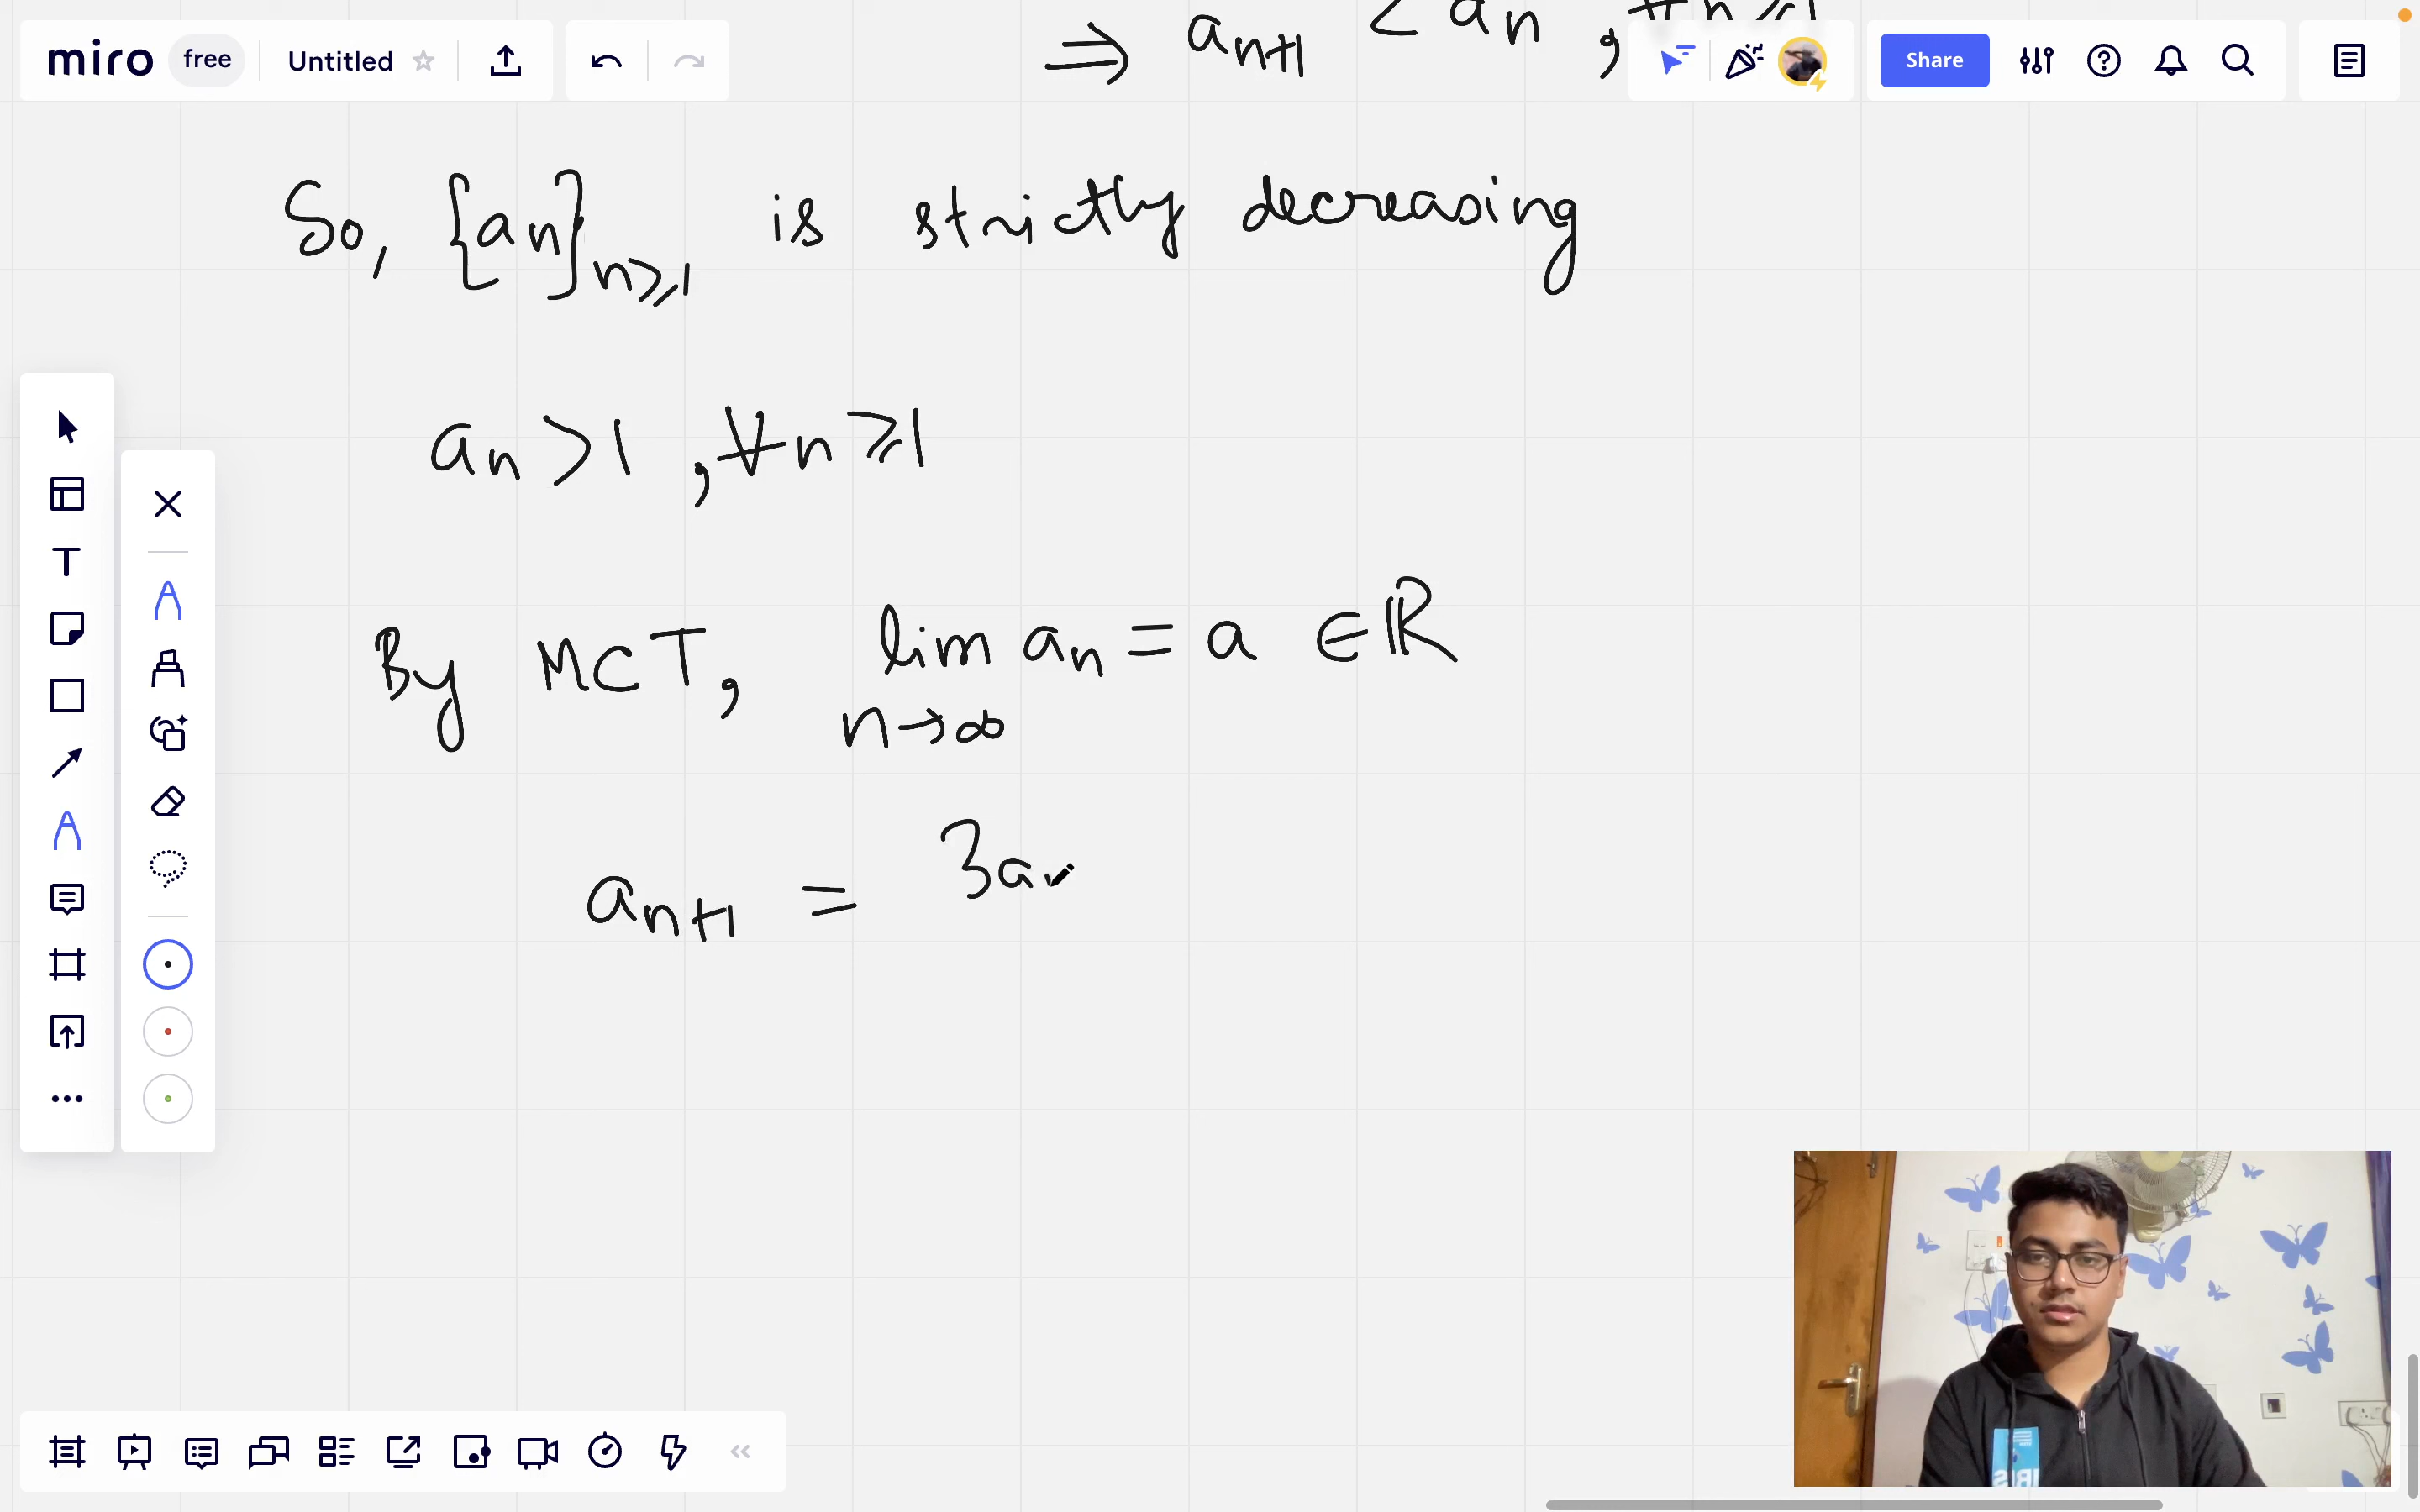 ⇒ aₙ₊₁ < aₙ , ∀n≥1
miro free Untitled Share
So, {aₙ}ₙ≥₁ is strictly decreasing
aₙ > 1 , ∀n ≥ 1
T
By MCT, lim aₙ = a ∈ ℝ
n→∞
aₙ₊₁ = 3a